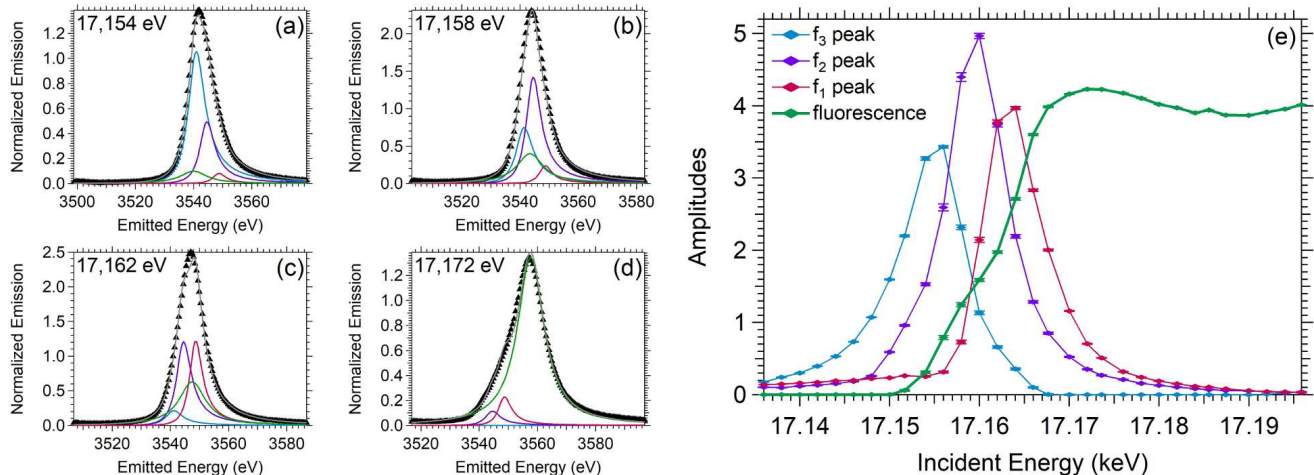 17,154 eV
(a)
1.2
1.0
0.8
0.6
0.4
0.2
0.0
3500
3520
3540
3560
Normalized Emission
Emitted Energy (eV)
17,158 eV
(b)
2.0
1.5
1.0
0.5
0.0
3520
3540
3560
3580
Normalized Emission
Emitted Energy (eV)
17,162 eV
(c)
2.5
2.0
1.5
1.0
0.5
0.0
3520
3540
3560
3580
Normalized Emission
Emitted Energy (eV)
17,172 eV
(d)
1.2
1.0
0.8
0.6
0.4
0.2
0.0
3520
3540
3560
3580
Normalized Emission
Emitted Energy (eV)
(e)
f₃ peak
f₂ peak
f₁ peak
fluorescence
5
4
3
2
1
0
17.14
17.15
17.16
17.17
17.18
17.19
Amplitudes
Incident Energy (keV)